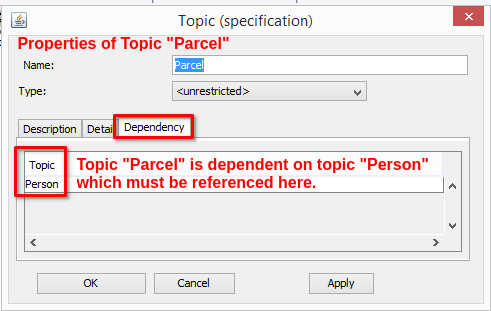 Topic (specification)
Properties of Topic "Parcel"
Name:
Parcel
Type:
<unrestricted>
Description
Detail
Dependency
Topic
Person
Topic "Parcel" is dependent on topic "Person"
which must be referenced here.
OK
Cancel
Apply